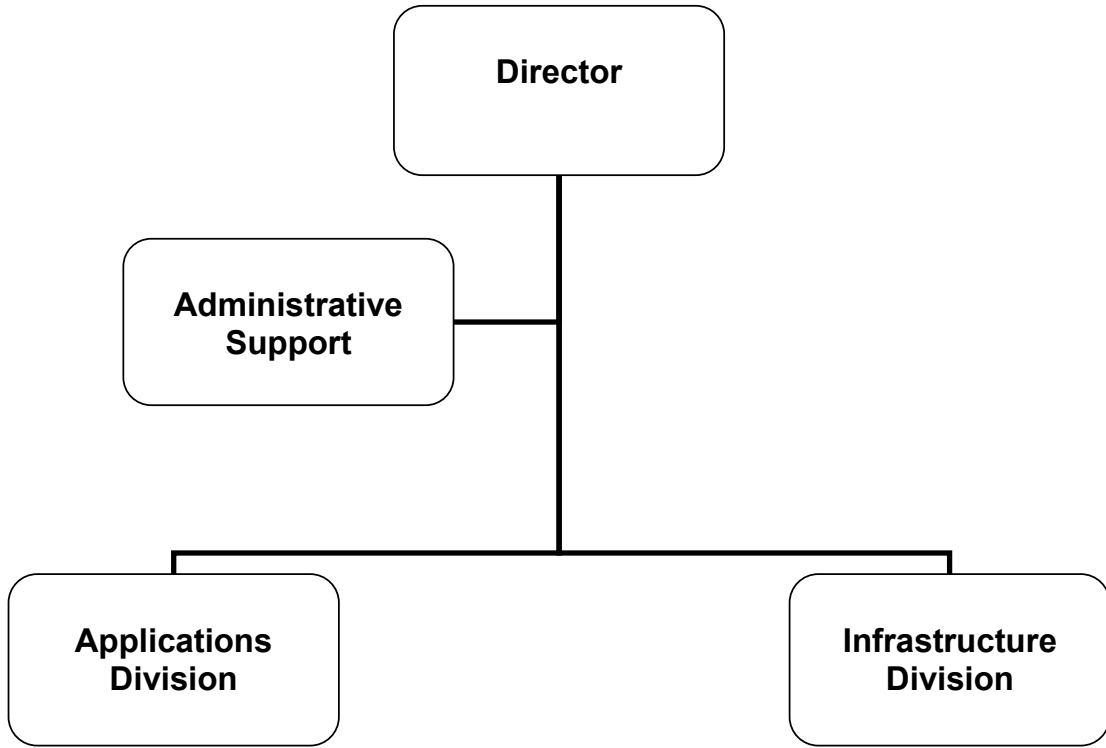 Director
Administrative
Support
Applications
Division
Infrastructure
Division